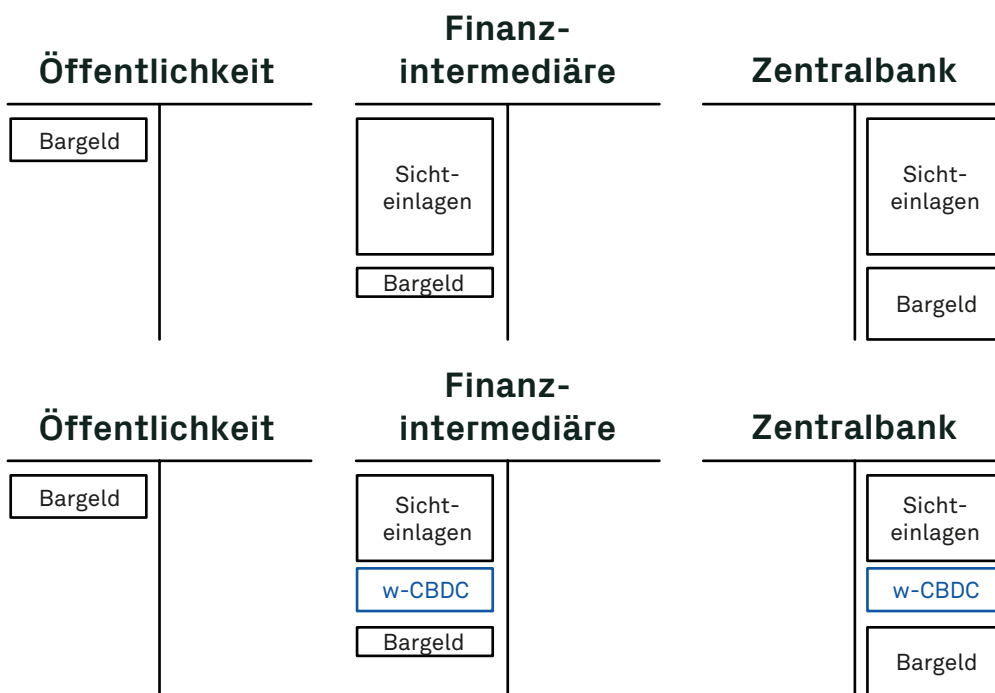 Öffentlichkeit
Finanz-
intermediäre
Zentralbank
Bargeld
Sicht-
einlagen
Bargeld
Sicht-
einlagen
Bargeld
Öffentlichkeit
Finanz-
intermediäre
Zentralbank
Bargeld
Sicht-
einlagen
w-CBDC
Bargeld
Sicht-
einlagen
w-CBDC
Bargeld